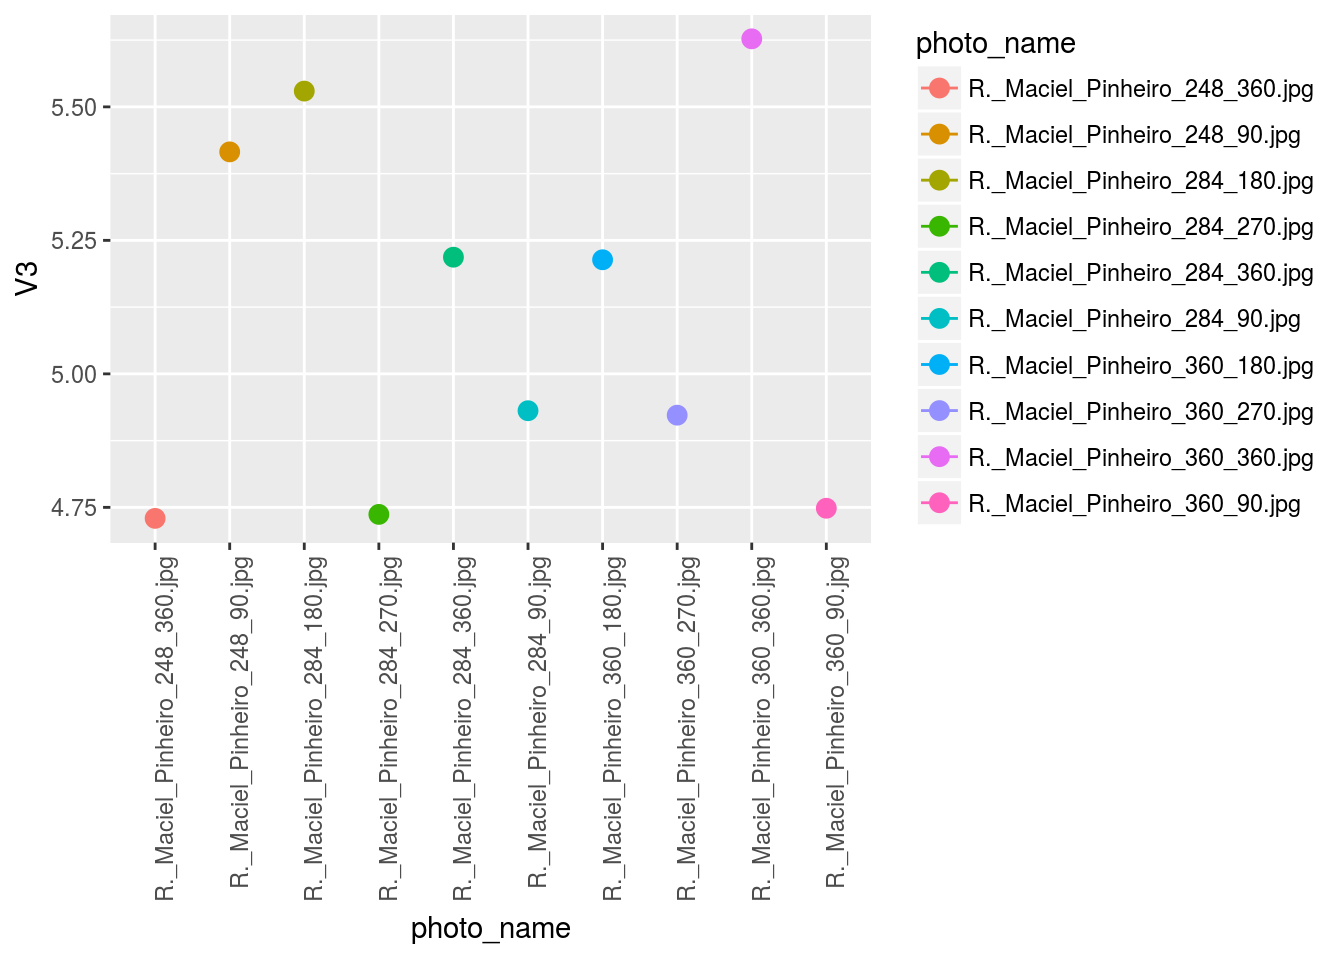 V3
5.50
5.25
5.00
4.75
R._Maciel_Pinheiro_248_360.jpg
R._Maciel_Pinheiro_248_90.jpg
R._Maciel_Pinheiro_284_180.jpg
R._Maciel_Pinheiro_284_270.jpg
R._Maciel_Pinheiro_284_360.jpg
R._Maciel_Pinheiro_284_90.jpg
R._Maciel_Pinheiro_360_180.jpg
R._Maciel_Pinheiro_360_270.jpg
R._Maciel_Pinheiro_360_360.jpg
R._Maciel_Pinheiro_360_90.jpg
photo_name
photo_name
R._Maciel_Pinheiro_248_360.jpg
R._Maciel_Pinheiro_248_90.jpg
R._Maciel_Pinheiro_284_180.jpg
R._Maciel_Pinheiro_284_270.jpg
R._Maciel_Pinheiro_284_360.jpg
R._Maciel_Pinheiro_284_90.jpg
R._Maciel_Pinheiro_360_180.jpg
R._Maciel_Pinheiro_360_270.jpg
R._Maciel_Pinheiro_360_360.jpg
R._Maciel_Pinheiro_360_90.jpg